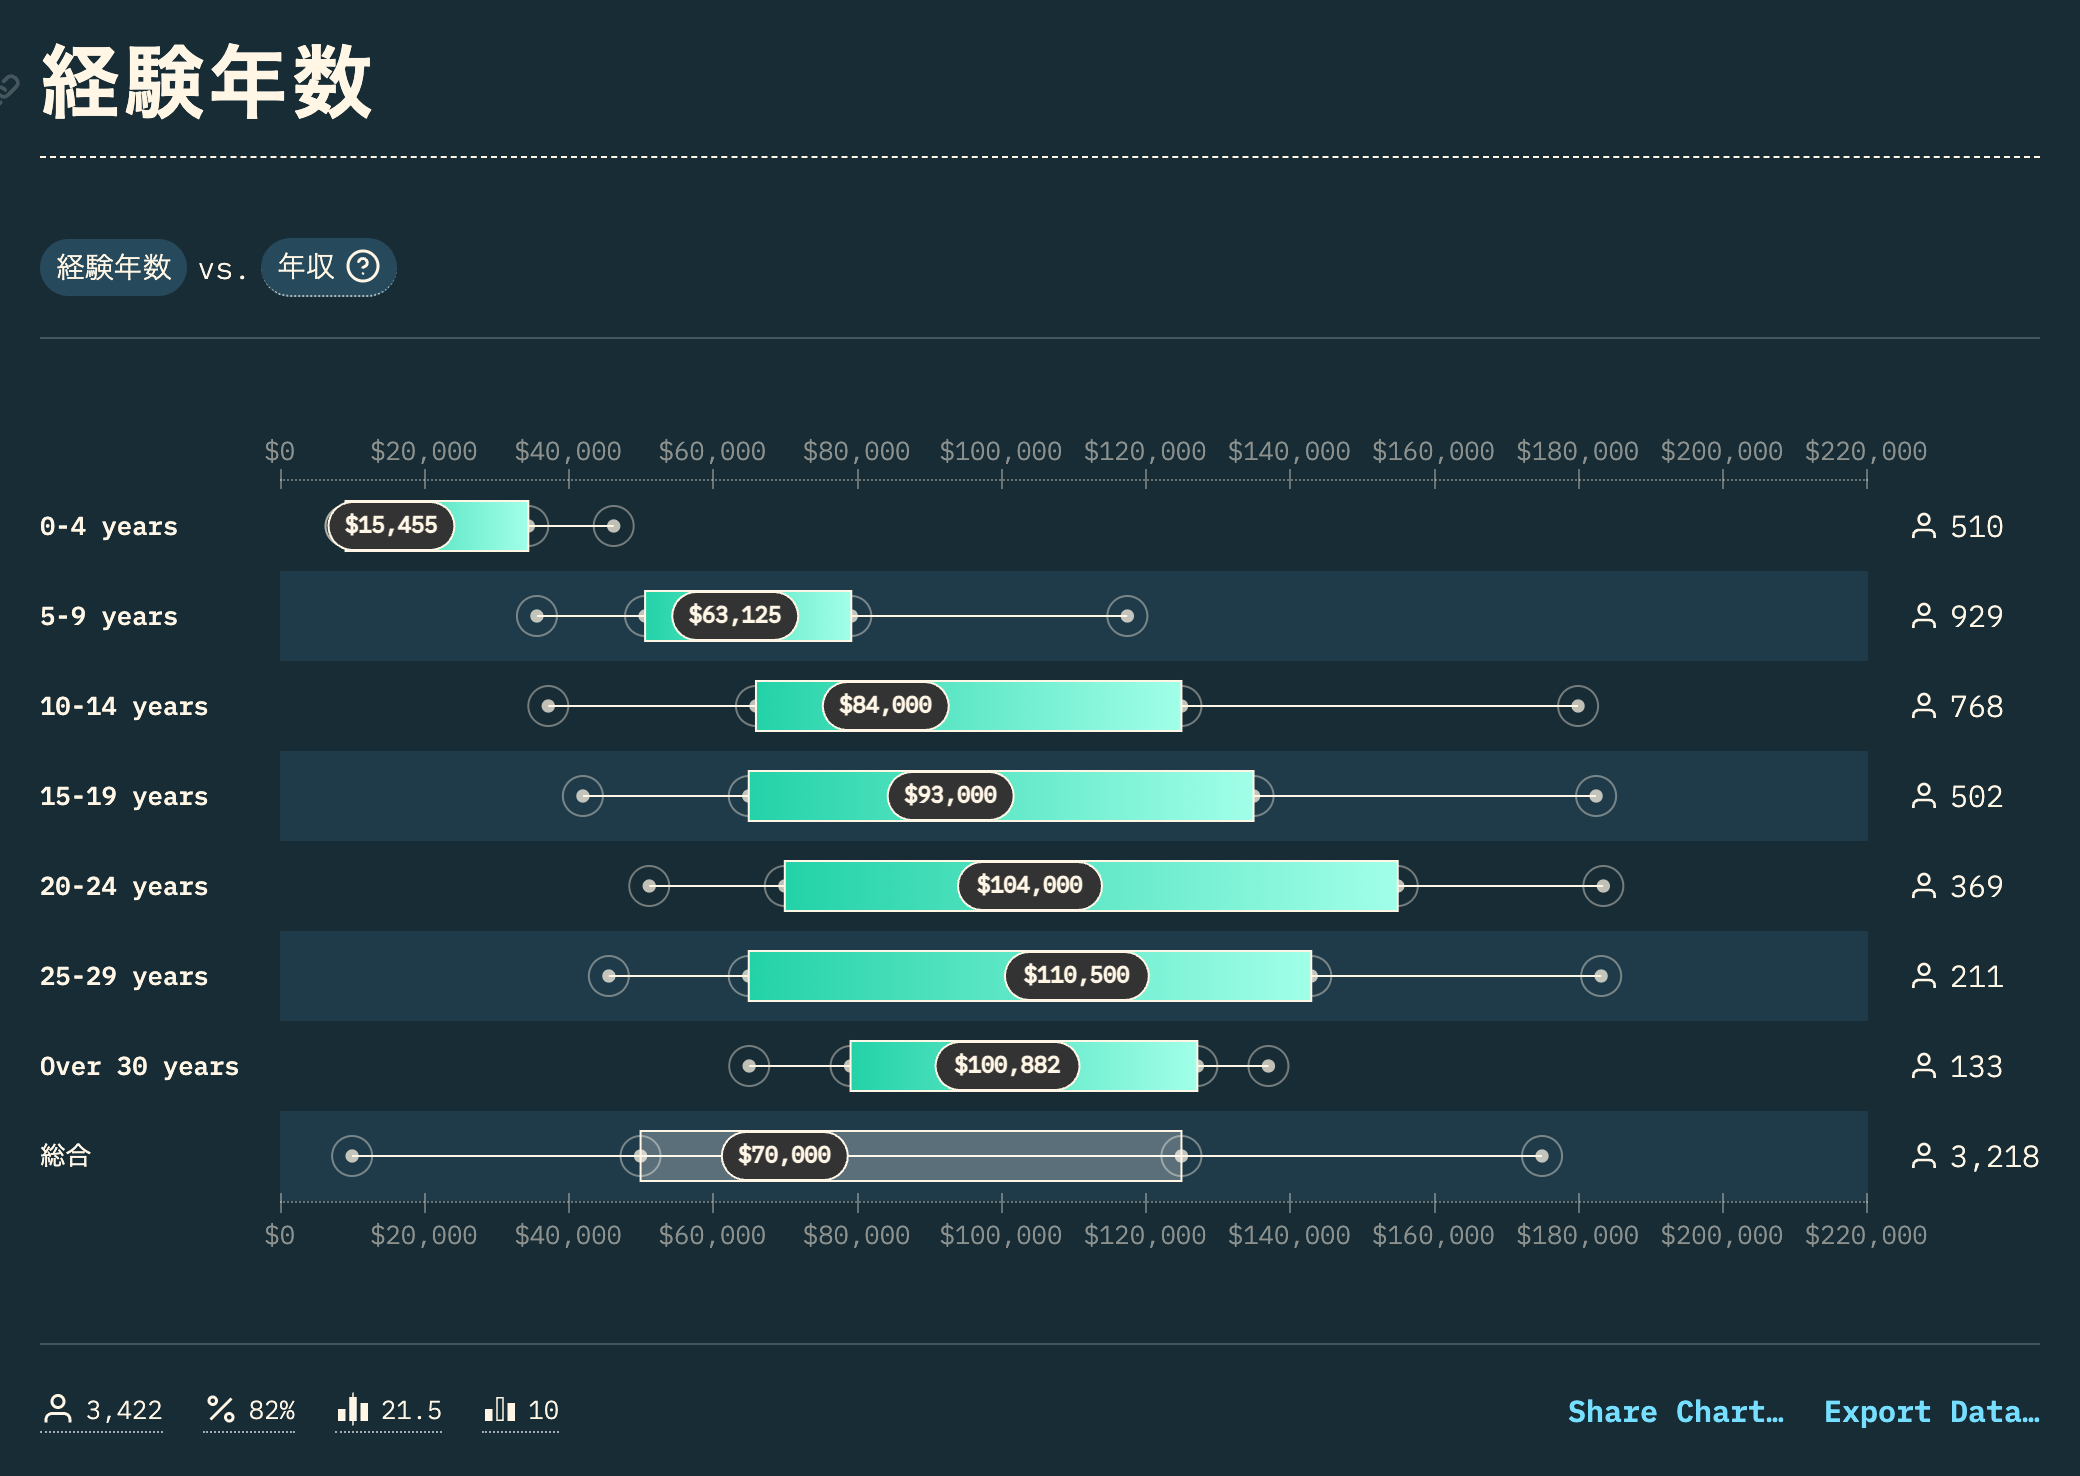 経験年数
経験年数 vs. 年収 ?
$0 $20,000 $40,000 $60,000 $80,000 $100,000 $120,000 $140,000 $160,000 $180,000 $200,000 $220,000
0-4 years $15,455 510
5-9 years $63,125 929
10-14 years $84,000 768
15-19 years $93,000 502
20-24 years $104,000 369
25-29 years $110,500 211
Over 30 years $100,882 133
総合 $70,000 3,218
$0 $20,000 $40,000 $60,000 $80,000 $100,000 $120,000 $140,000 $160,000 $180,000 $200,000 $220,000
3,422 82% 21.5 10 Share Chart… Export Data…